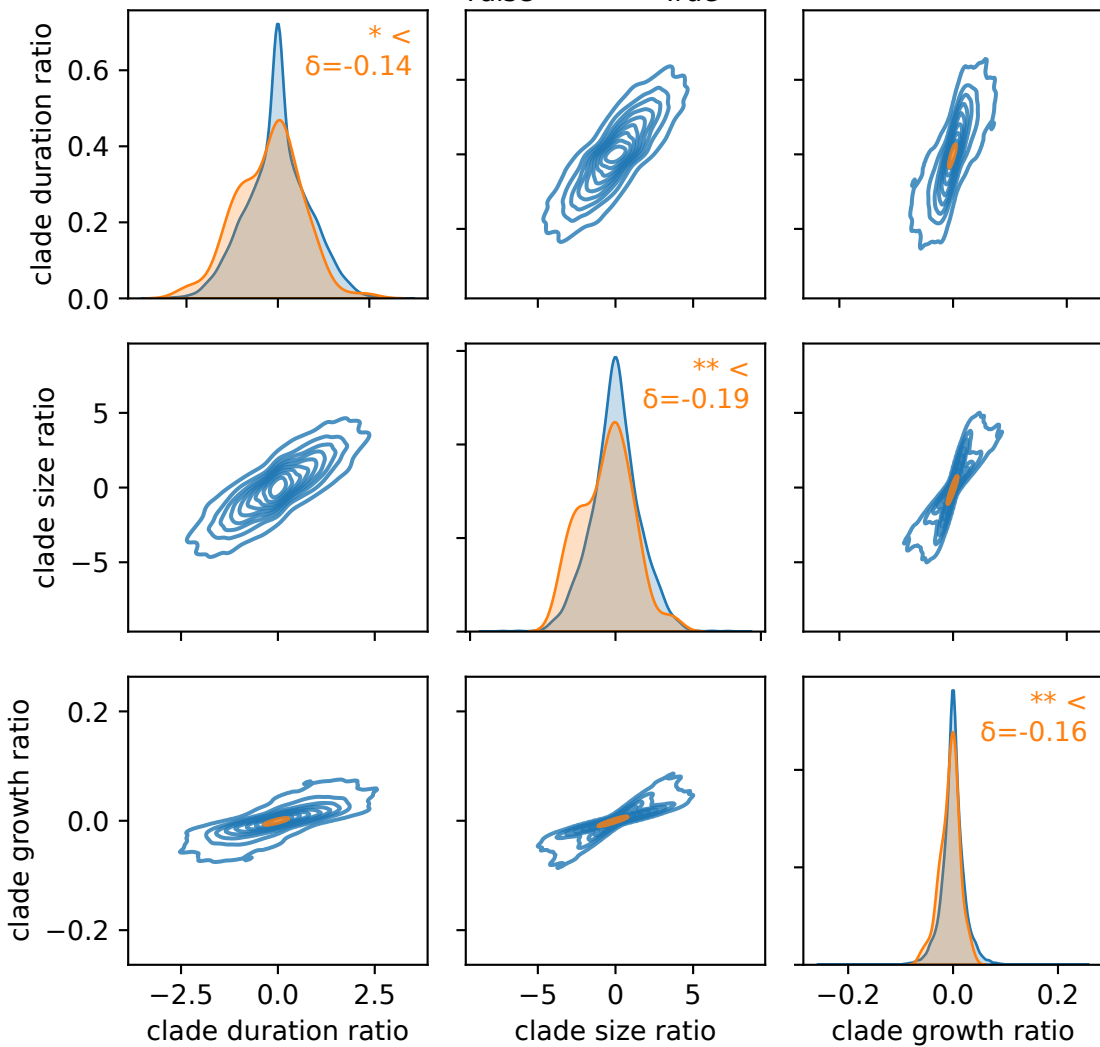 clade duration ratio
0.6
0.4
0.2
0.0
* <
δ=-0.14
clade size ratio
5
0
−5
** <
δ=-0.19
clade growth ratio
0.2
0.0
−0.2
** <
δ=-0.16
−2.5 0.0 2.5
clade duration ratio
−5 0 5
clade size ratio
−0.2 0.0 0.2
clade growth ratio